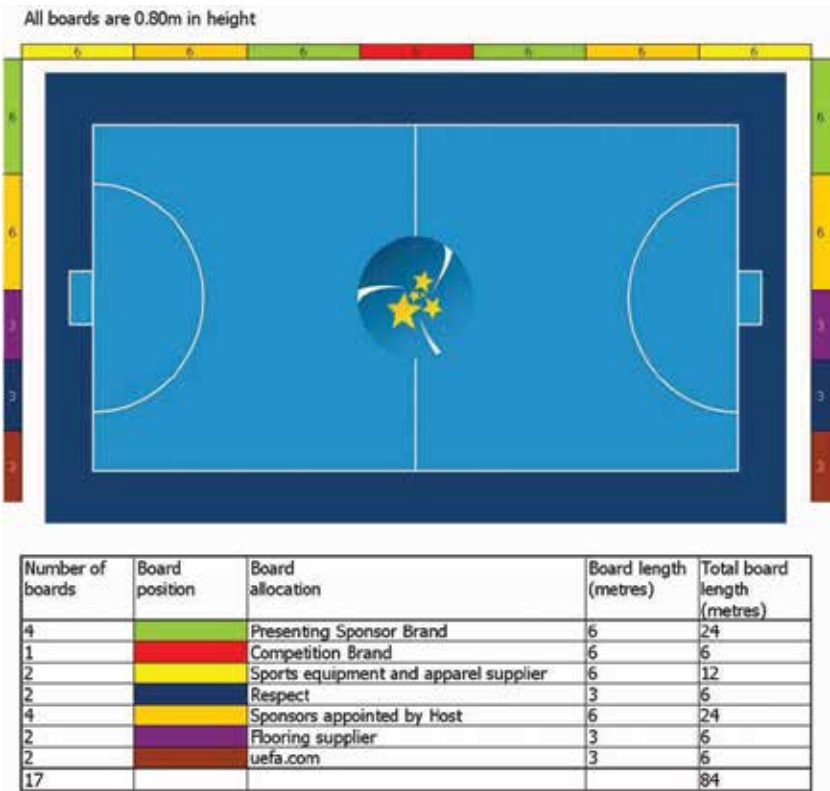 All boards are 0.80m in height
6 6 6 6 6 6 6
6 6
6 6
3 3
3 3
3 3
Number of boards Board position Board allocation Board length (metres) Total board length (metres)
4 Presenting Sponsor Brand 6 24
1 Competition Brand 6 6
2 Sports equipment and apparel supplier 6 12
2 Respect 3 6
4 Sponsors appointed by Host 6 24
2 Flooring supplier 3 6
2 uefa.com 3 6
17 84